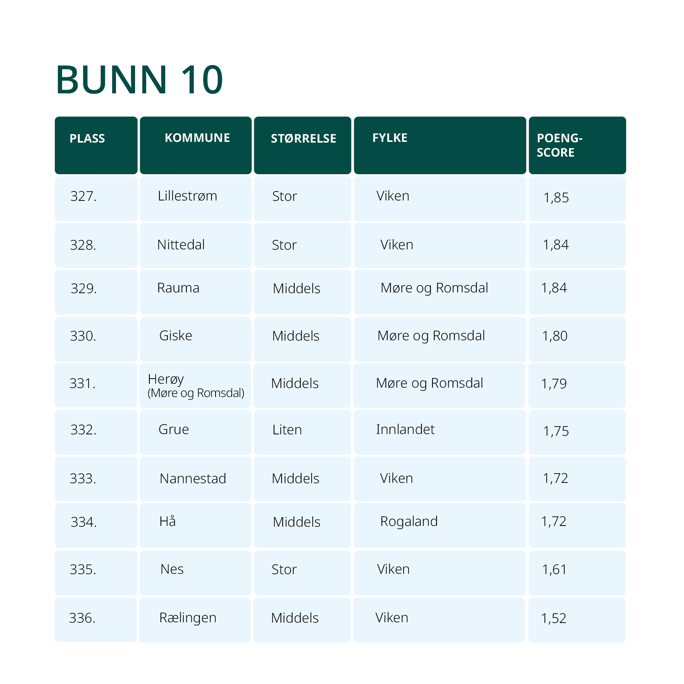 BUNN 10
PLASS KOMMUNE STØRRELSE FYLKE POENG-
SCORE
327. Lillestrøm Stor Viken 1,85
328. Nittedal Stor Viken 1,84
329. Rauma Middels Møre og Romsdal 1,84
330. Giske Middels Møre og Romsdal 1,80
331. Herøy Middels Møre og Romsdal 1,79
(Møre og Romsdal)
332. Grue Liten Innlandet 1,75
333. Nannestad Middels Viken 1,72
334. Hå Middels Rogaland 1,72
335. Nes Stor Viken 1,61
336. Rælingen Middels Viken 1,52